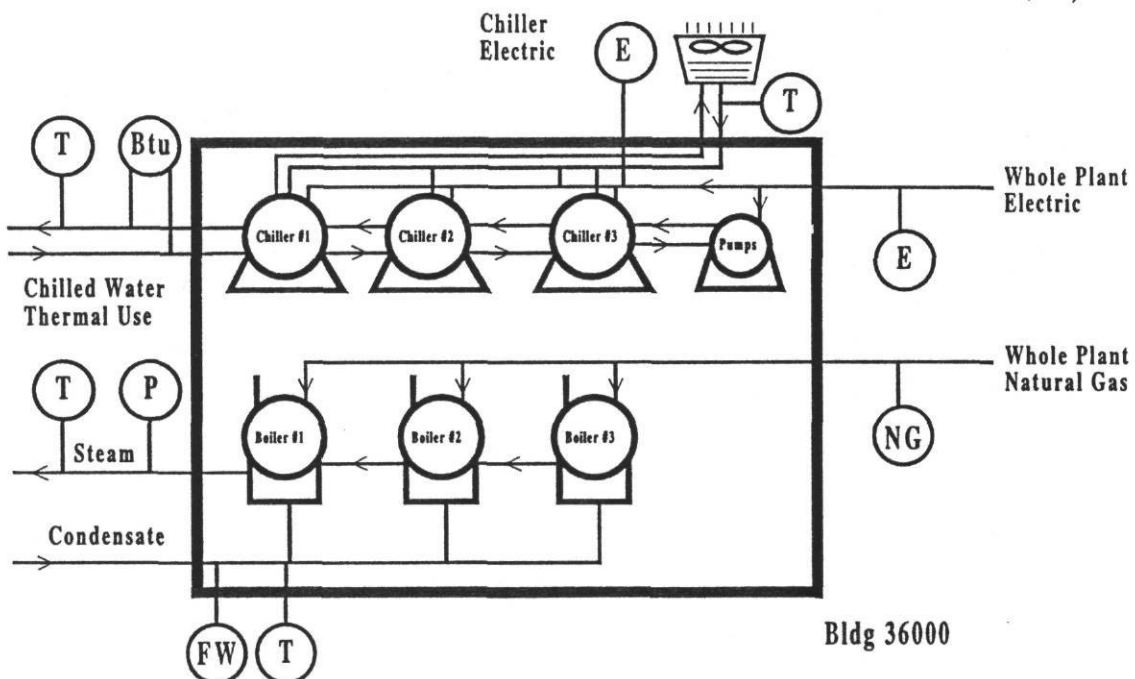 Chiller
Electric
E
T
T
Btu
Whole Plant
Electric
Chiller #1
Chiller #2
Chiller #3
Pumps
E
Chilled Water
Thermal Use
Whole Plant
Natural Gas
T
P
Boiler #1
Boiler #2
Boiler #3
NG
Steam
Condensate
Bldg 36000
FW
T